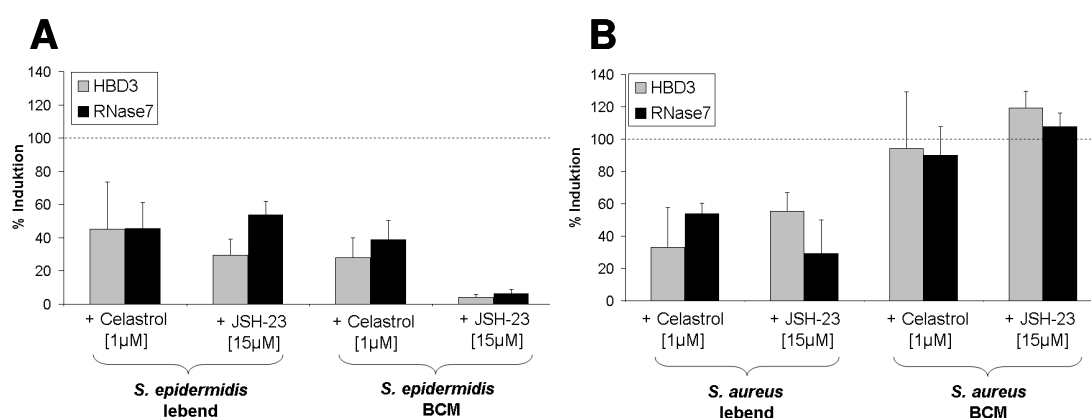 A
140
120
100
80
60
40
20
0
% Induktion
HBD3
RNase7
+ Celastrol + JSH-23 + Celastrol + JSH-23
[1µM] [15µM] [1µM] [15µM]
S. epidermidis S. epidermidis
lebend BCM
B
140
120
100
80
60
40
20
0
% Induktion
HBD3
RNase7
+ Celastrol + JSH-23 + Celastrol + JSH-23
[1µM] [15µM] [1µM] [15µM]
S. aureus S. aureus
lebend BCM